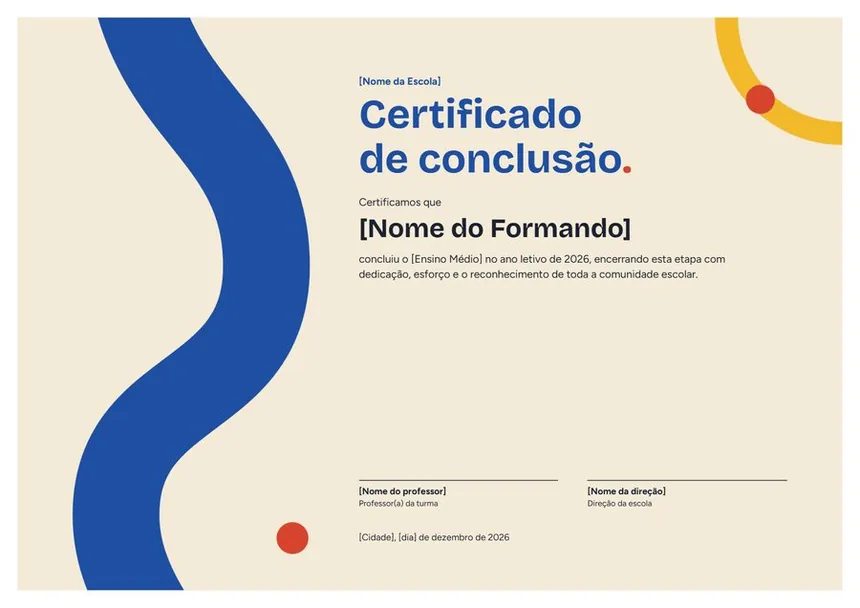 [Nome da Escola]
Certificado
de conclusão.
Certificamos que
[Nome do Formando]
concluiu o [Ensino Médio] no ano letivo de 2026, encerrando esta etapa com
dedicação, esforço e o reconhecimento de toda a comunidade escolar.
[Nome do professor]
Professor(a) da turma
[Nome da direção]
Direção da escola
[Cidade], [dia] de dezembro de 2026